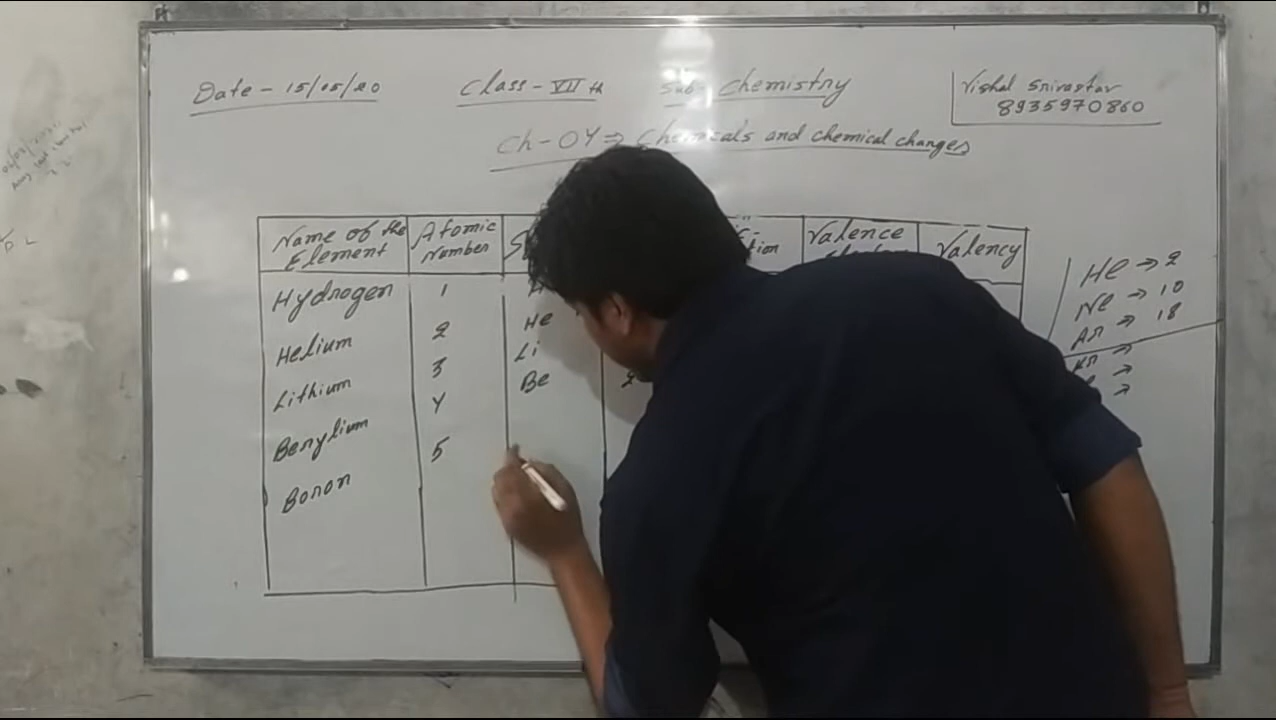 Date - 15/05/20 Class - VII th Sub - Chemistry
Vishal Srivastav
8935970860
Ch-04 ⇒ Chemicals and chemical changes
Name of the Element
Atomic Number
Valence
Valency
Hydrogen 1
Helium 2 He
Lithium 3 Li
Berylium 4 Be 2
Boron 5
He → 2
Ne → 10
Ar → 18
Kr →
→